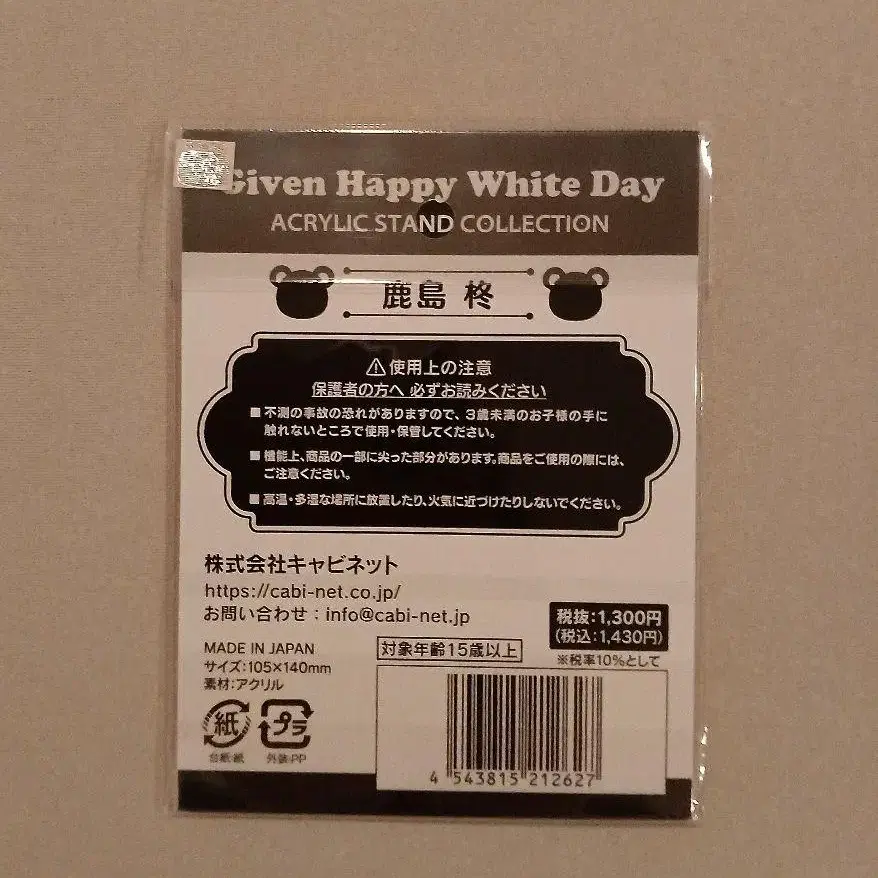 Given Happy White Day
ACRYLIC STAND COLLECTION
鹿島 柊
⚠使用上の注意
保護者の方へ 必ずお読みください
■不測の事故の恐れがありますので、3歳未満のお子様の手に
触れないところで使用・保管してください。
■機能上、商品の一部に尖った部分があります。商品をご使用の際には、
ご注意ください。
■高温・多湿な場所に放置したり、火気に近づけたりしないでください。
株式会社キャビネット
https://cabi-net.co.jp/
お問い合わせ：info@cabi-net.jp
税抜：1,300円
(税込：1,430円)
※税率10%として
MADE IN JAPAN
サイズ：105×140mm
素材：アクリル
対象年齢15歳以上
紙
プラ
台紙：紙
外装：PP
4 543815 212627